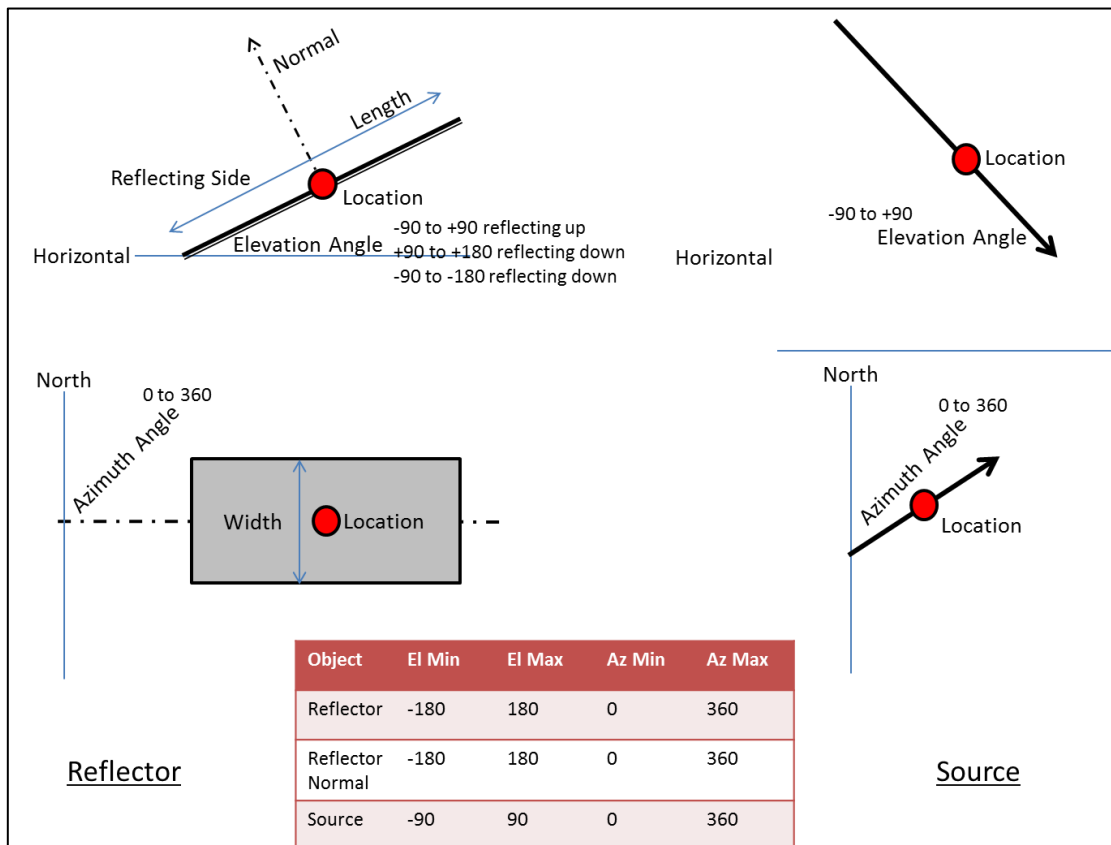 Normal
Length
Reflecting Side
Location
Elevation Angle
-90 to +90 reflecting up
+90 to +180 reflecting down
-90 to -180 reflecting down
Horizontal
Location
-90 to +90
Elevation Angle
Horizontal
North
0 to 360
Azimuth Angle
Width
Location
North
0 to 360
Azimuth Angle
Location
Object El Min El Max Az Min Az Max
Reflector -180 180 0 360
Reflector Normal -180 180 0 360
Source -90 90 0 360
Reflector
Source